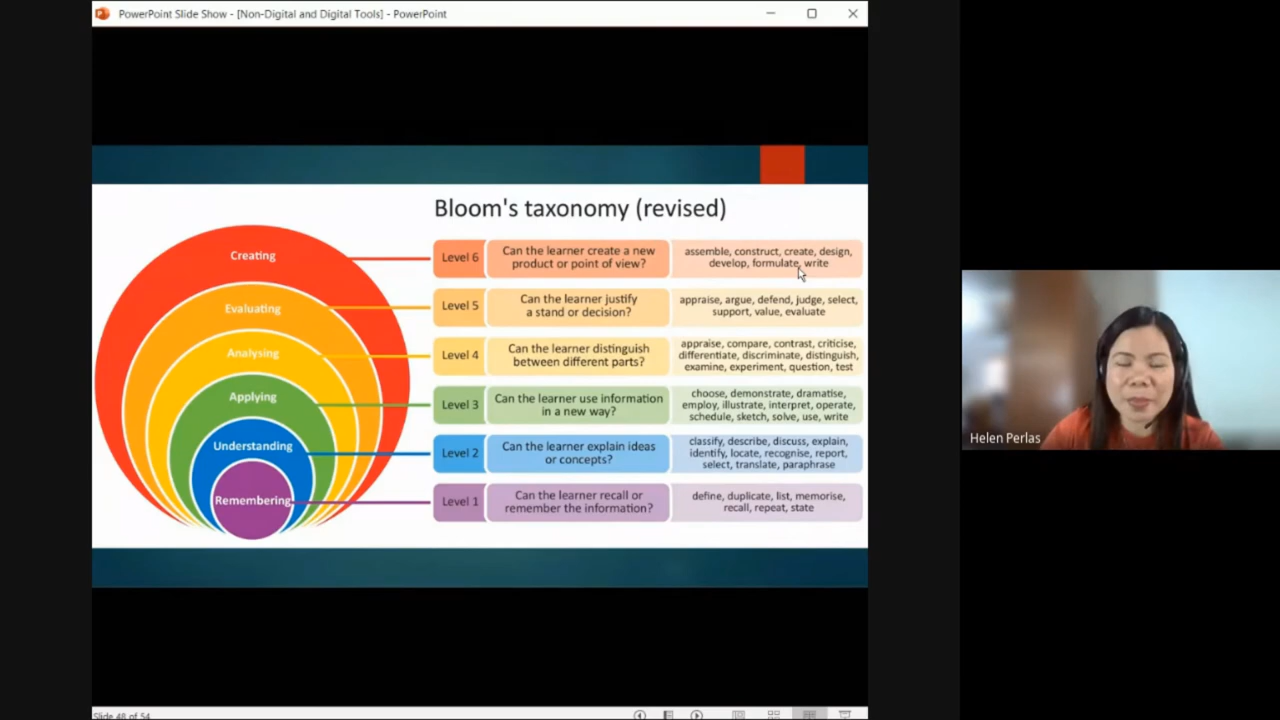 PowerPoint Slide Show - [Non-Digital and Digital Tools] - PowerPoint
Bloom's taxonomy (revised)
Creating
Level 6
Can the learner create a new
product or point of view?
assemble, construct, create, design,
develop, formulate, write
Evaluating
Level 5
Can the learner justify
a stand or decision?
appraise, argue, defend, judge, select,
support, value, evaluate
Analysing
Level 4
Can the learner distinguish
between different parts?
appraise, compare, contrast, criticise,
differentiate, discriminate, distinguish,
examine, experiment, question, test
Applying
Level 3
Can the learner use information
in a new way?
choose, demonstrate, dramatise,
employ, illustrate, interpret, operate,
schedule, sketch, solve, use, write
Understanding
Level 2
Can the learner explain ideas
or concepts?
classify, describe, discuss, explain,
identify, locate, recognise, report,
select, translate, paraphrase
Remembering
Level 1
Can the learner recall or
remember the information?
define, duplicate, list, memorise,
recall, repeat, state
Helen Perlas
Slide 48 of 54